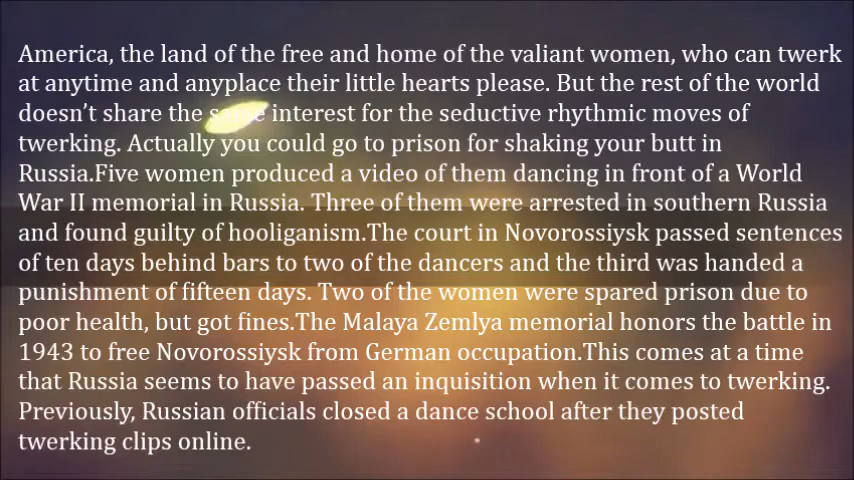 America, the land of the free and home of the valiant women, who can twerk
at anytime and anyplace their little hearts please. But the rest of the world
doesn’t share the same interest for the seductive rhythmic moves of
twerking. Actually you could go to prison for shaking your butt in
Russia.Five women produced a video of them dancing in front of a World
War II memorial in Russia. Three of them were arrested in southern Russia
and found guilty of hooliganism.The court in Novorossiysk passed sentences
of ten days behind bars to two of the dancers and the third was handed a
punishment of fifteen days. Two of the women were spared prison due to
poor health, but got fines.The Malaya Zemlya memorial honors the battle in
1943 to free Novorossiysk from German occupation.This comes at a time
that Russia seems to have passed an inquisition when it comes to twerking.
Previously, Russian officials closed a dance school after they posted
twerking clips online.